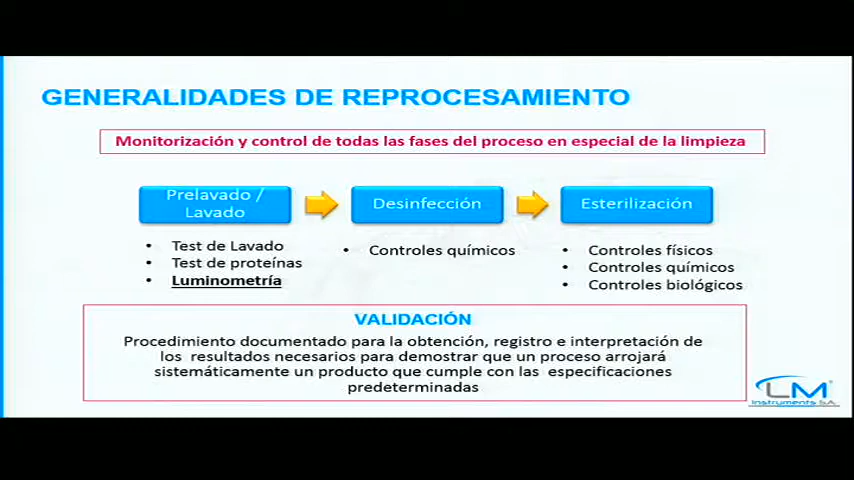 GENERALIDADES DE REPROCESAMIENTO
Monitorización y control de todas las fases del proceso en especial de la limpieza
Prelavado /
Lavado
Desinfección
Esterilización
• Test de Lavado
• Test de proteínas
• Luminometría
• Controles químicos
• Controles físicos
• Controles químicos
• Controles biológicos
VALIDACIÓN
Procedimiento documentado para la obtención, registro e interpretación de
los resultados necesarios para demostrar que un proceso arrojará
sistemáticamente un producto que cumple con las especificaciones
predeterminadas
LM
Instruments S.A.